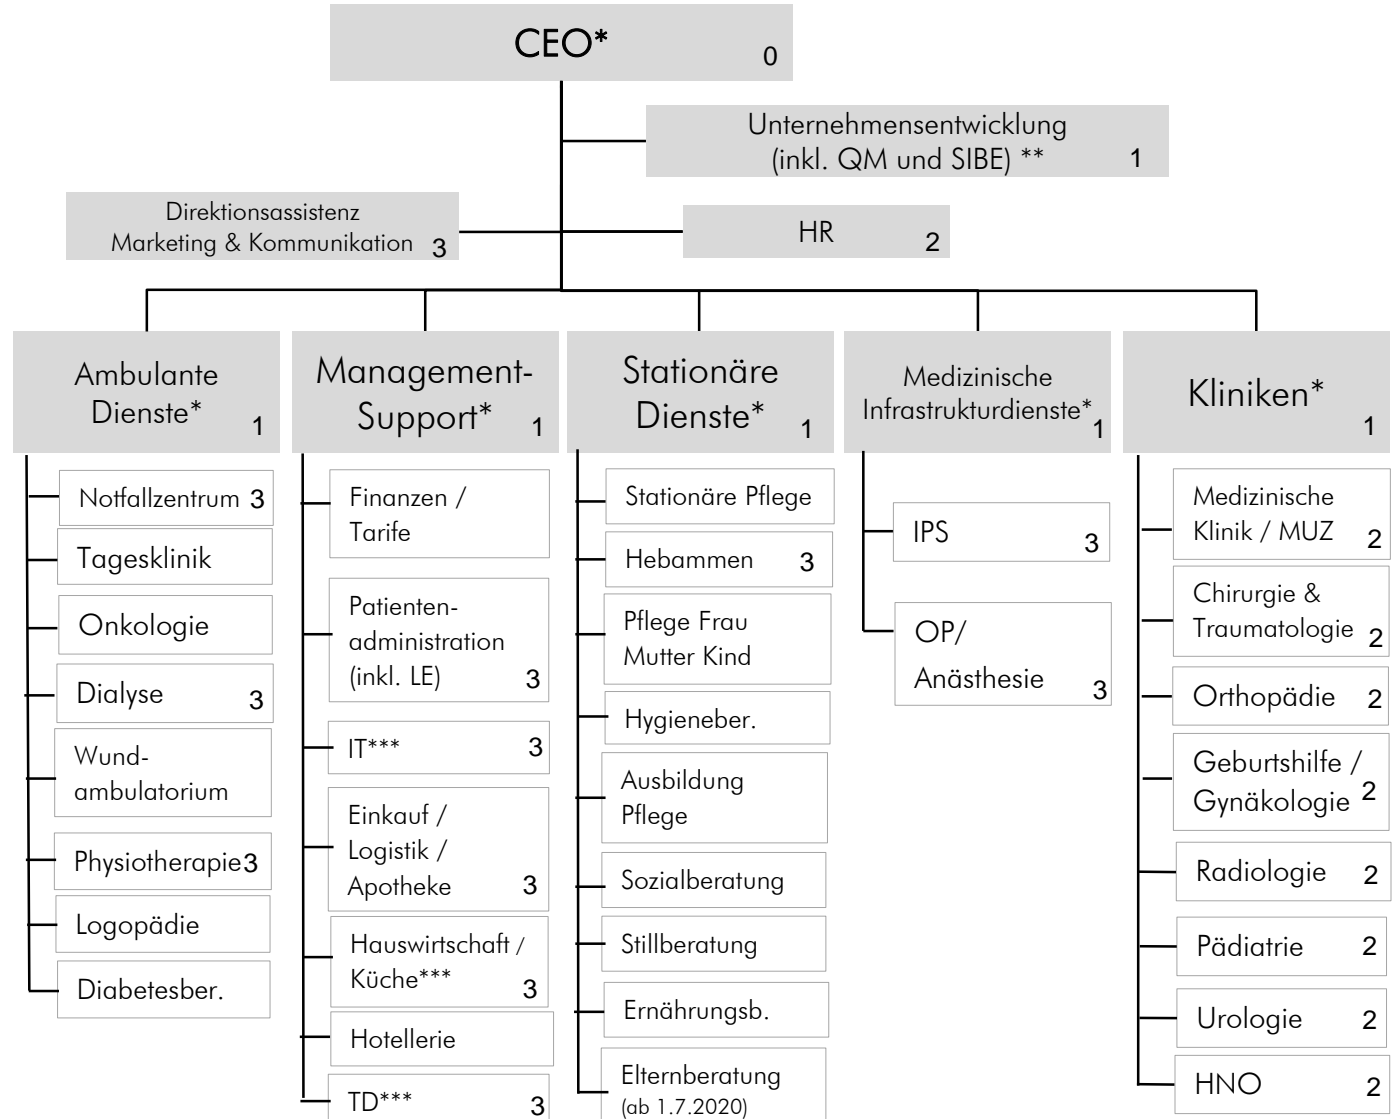 CEO*
0
Unternehmensentwicklung
(inkl. QM und SIBE) **
1
Direktionsassistenz
Marketing & Kommunikation
3
HR
2
Ambulante
Dienste*
1
Notfallzentrum 3
Tagesklinik
Onkologie
Dialyse
3
Wund-
ambulatorium
Physiotherapie 3
Logopädie
Diabetesber.
Management-
Support*
1
Finanzen /
Tarife
Patienten-
administration
(inkl. LE)
3
IT***
3
Einkauf /
Logistik /
Apotheke
3
Hauswirtschaft /
Küche***
3
Hotellerie
TD***
3
Stationäre
Dienste*
1
Stationäre Pflege
Hebammen
3
Pflege Frau
Mutter Kind
Hygieneber.
Ausbildung
Pflege
Sozialberatung
Stillberatung
Ernährungsb.
Elternberatung
(ab 1.7.2020)
Medizinische
Infrastrukturdienste*
1
IPS
3
OP/
Anästhesie
3
Kliniken*
1
Medizinische
Klinik / MUZ
2
Chirurgie &
Traumatologie
2
Orthopädie
2
Geburtshilfe /
Gynäkologie
2
Radiologie
2
Pädiatrie
2
Urologie
2
HNO
2